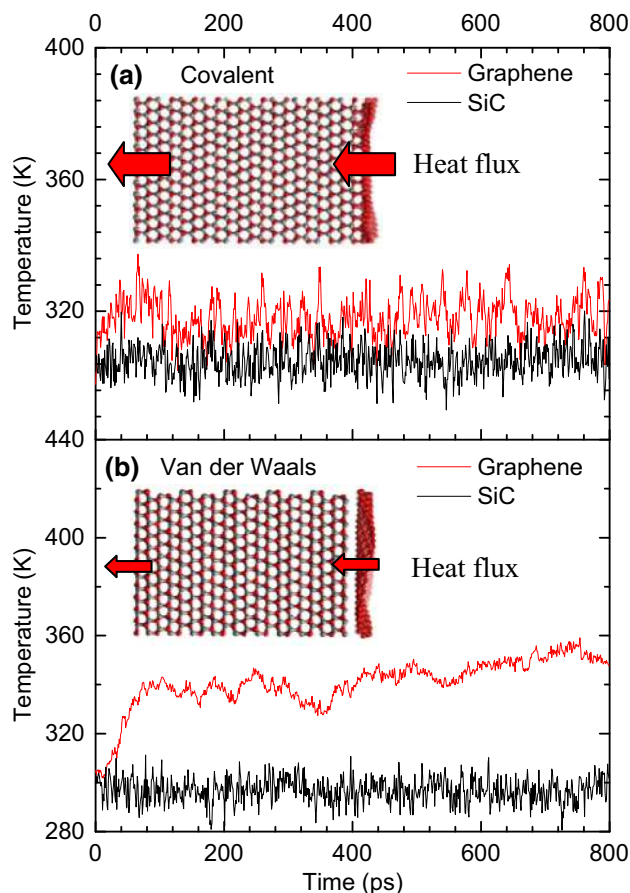 0 200 400 600 800
400
(a) Covalent
Graphene
SiC
360
Heat flux
Temperature (K)
320
440
(b) Van der Waals
Graphene
SiC
400
Heat flux
Temperature (K)
360
320
280
0 200 400 600 800
Time (ps)